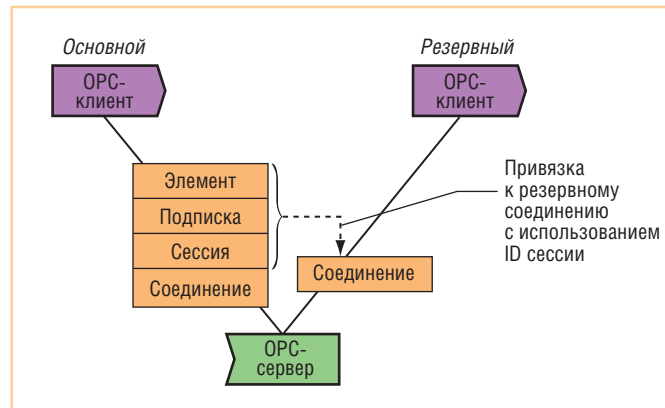 Основной
Резервный
OPC-
клиент
OPC-
клиент
Элемент
Подписка
Сессия
Соединение
Соединение
Привязка
к резервному
соединению
с использованием
ID сессии
OPC-
сервер